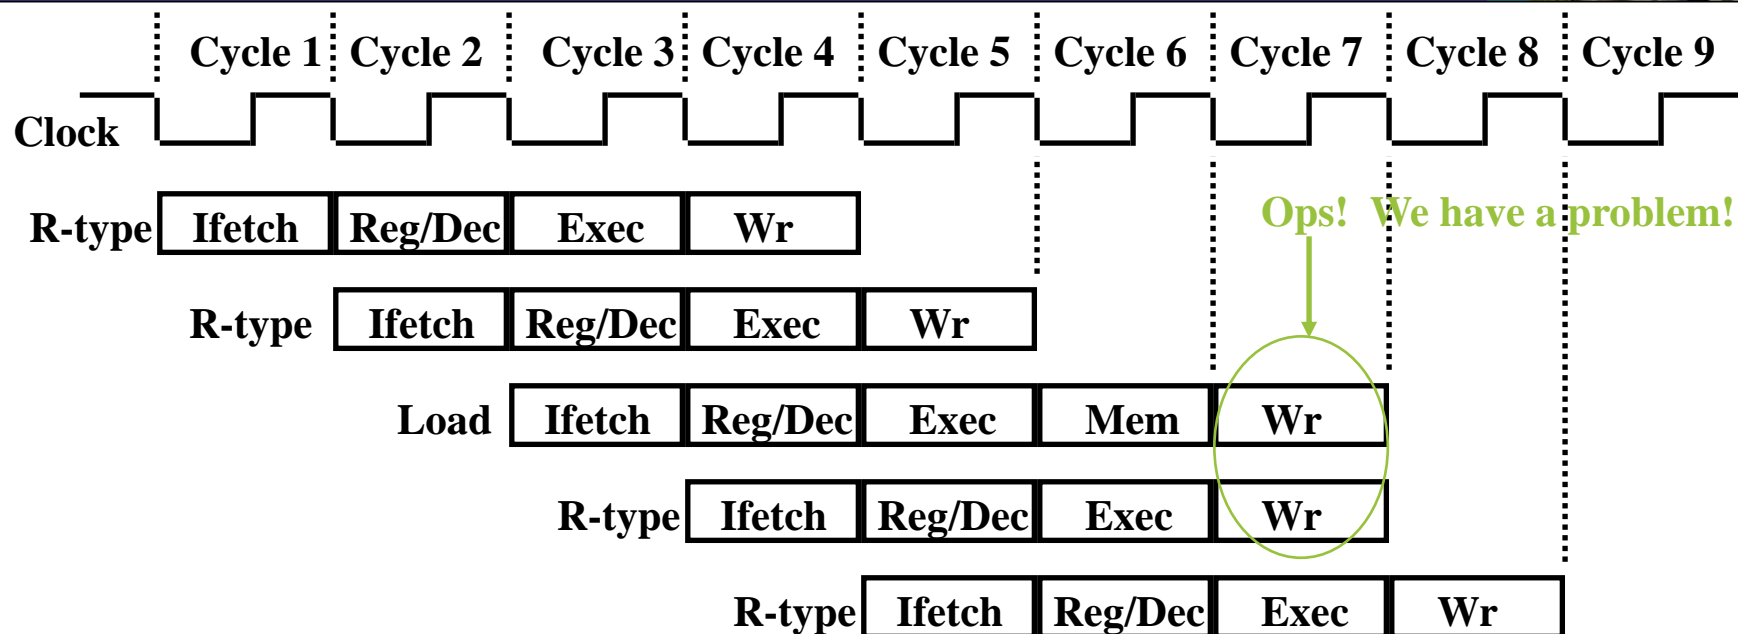 Cycle 1 Cycle 2 Cycle 3 Cycle 4 Cycle 5 Cycle 6 Cycle 7 Cycle 8 Cycle 9
Clock
Ops! We have a problem!
R-type Ifetch Reg/Dec Exec Wr
R-type Ifetch Reg/Dec Exec Wr
Load Ifetch Reg/Dec Exec Mem Wr
R-type Ifetch Reg/Dec Exec Wr
R-type Ifetch Reg/Dec Exec Wr